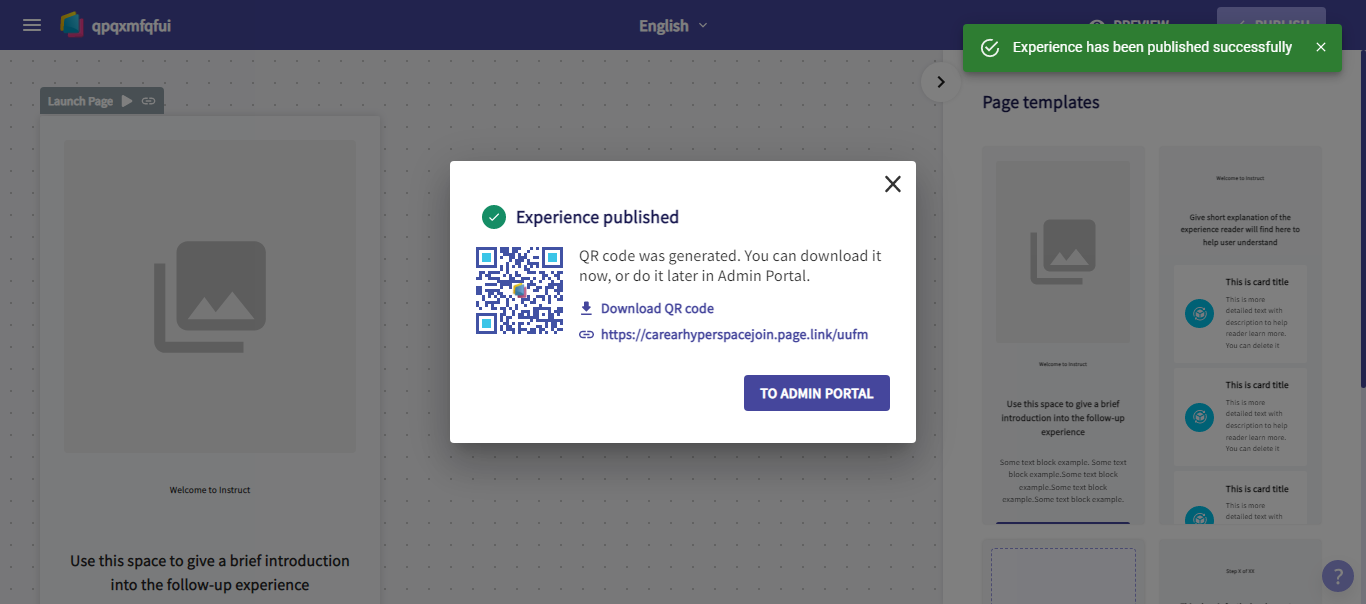 qpqxmfqfui
English
PREVIEW
PUBLISH
Experience has been published successfully
Launch Page
Page templates
Welcome to Instruct
Use this space to give a brief introduction
into the follow-up experience
Experience published
QR code was generated. You can download it
now, or do it later in Admin Portal.
Download QR code
https://carearhyperspacejoin.page.link/uufm
TO ADMIN PORTAL
Welcome to Instruct
Use this space to give a brief
introduction into the follow-up
experience
Some text block example. Some text
block example.Some text block
example.Some text block
example.Some text block example.
Welcome to Instruct
Give short explanation of the
experience reader will find here to
help user understand
This is card title
This is more
detailed text with
description to help
reader learn more.
You can delete it
This is card title
This is more
detailed text with
description to help
reader learn more.
You can delete it
This is card title
This is more
detailed text with
Step X of XX
?